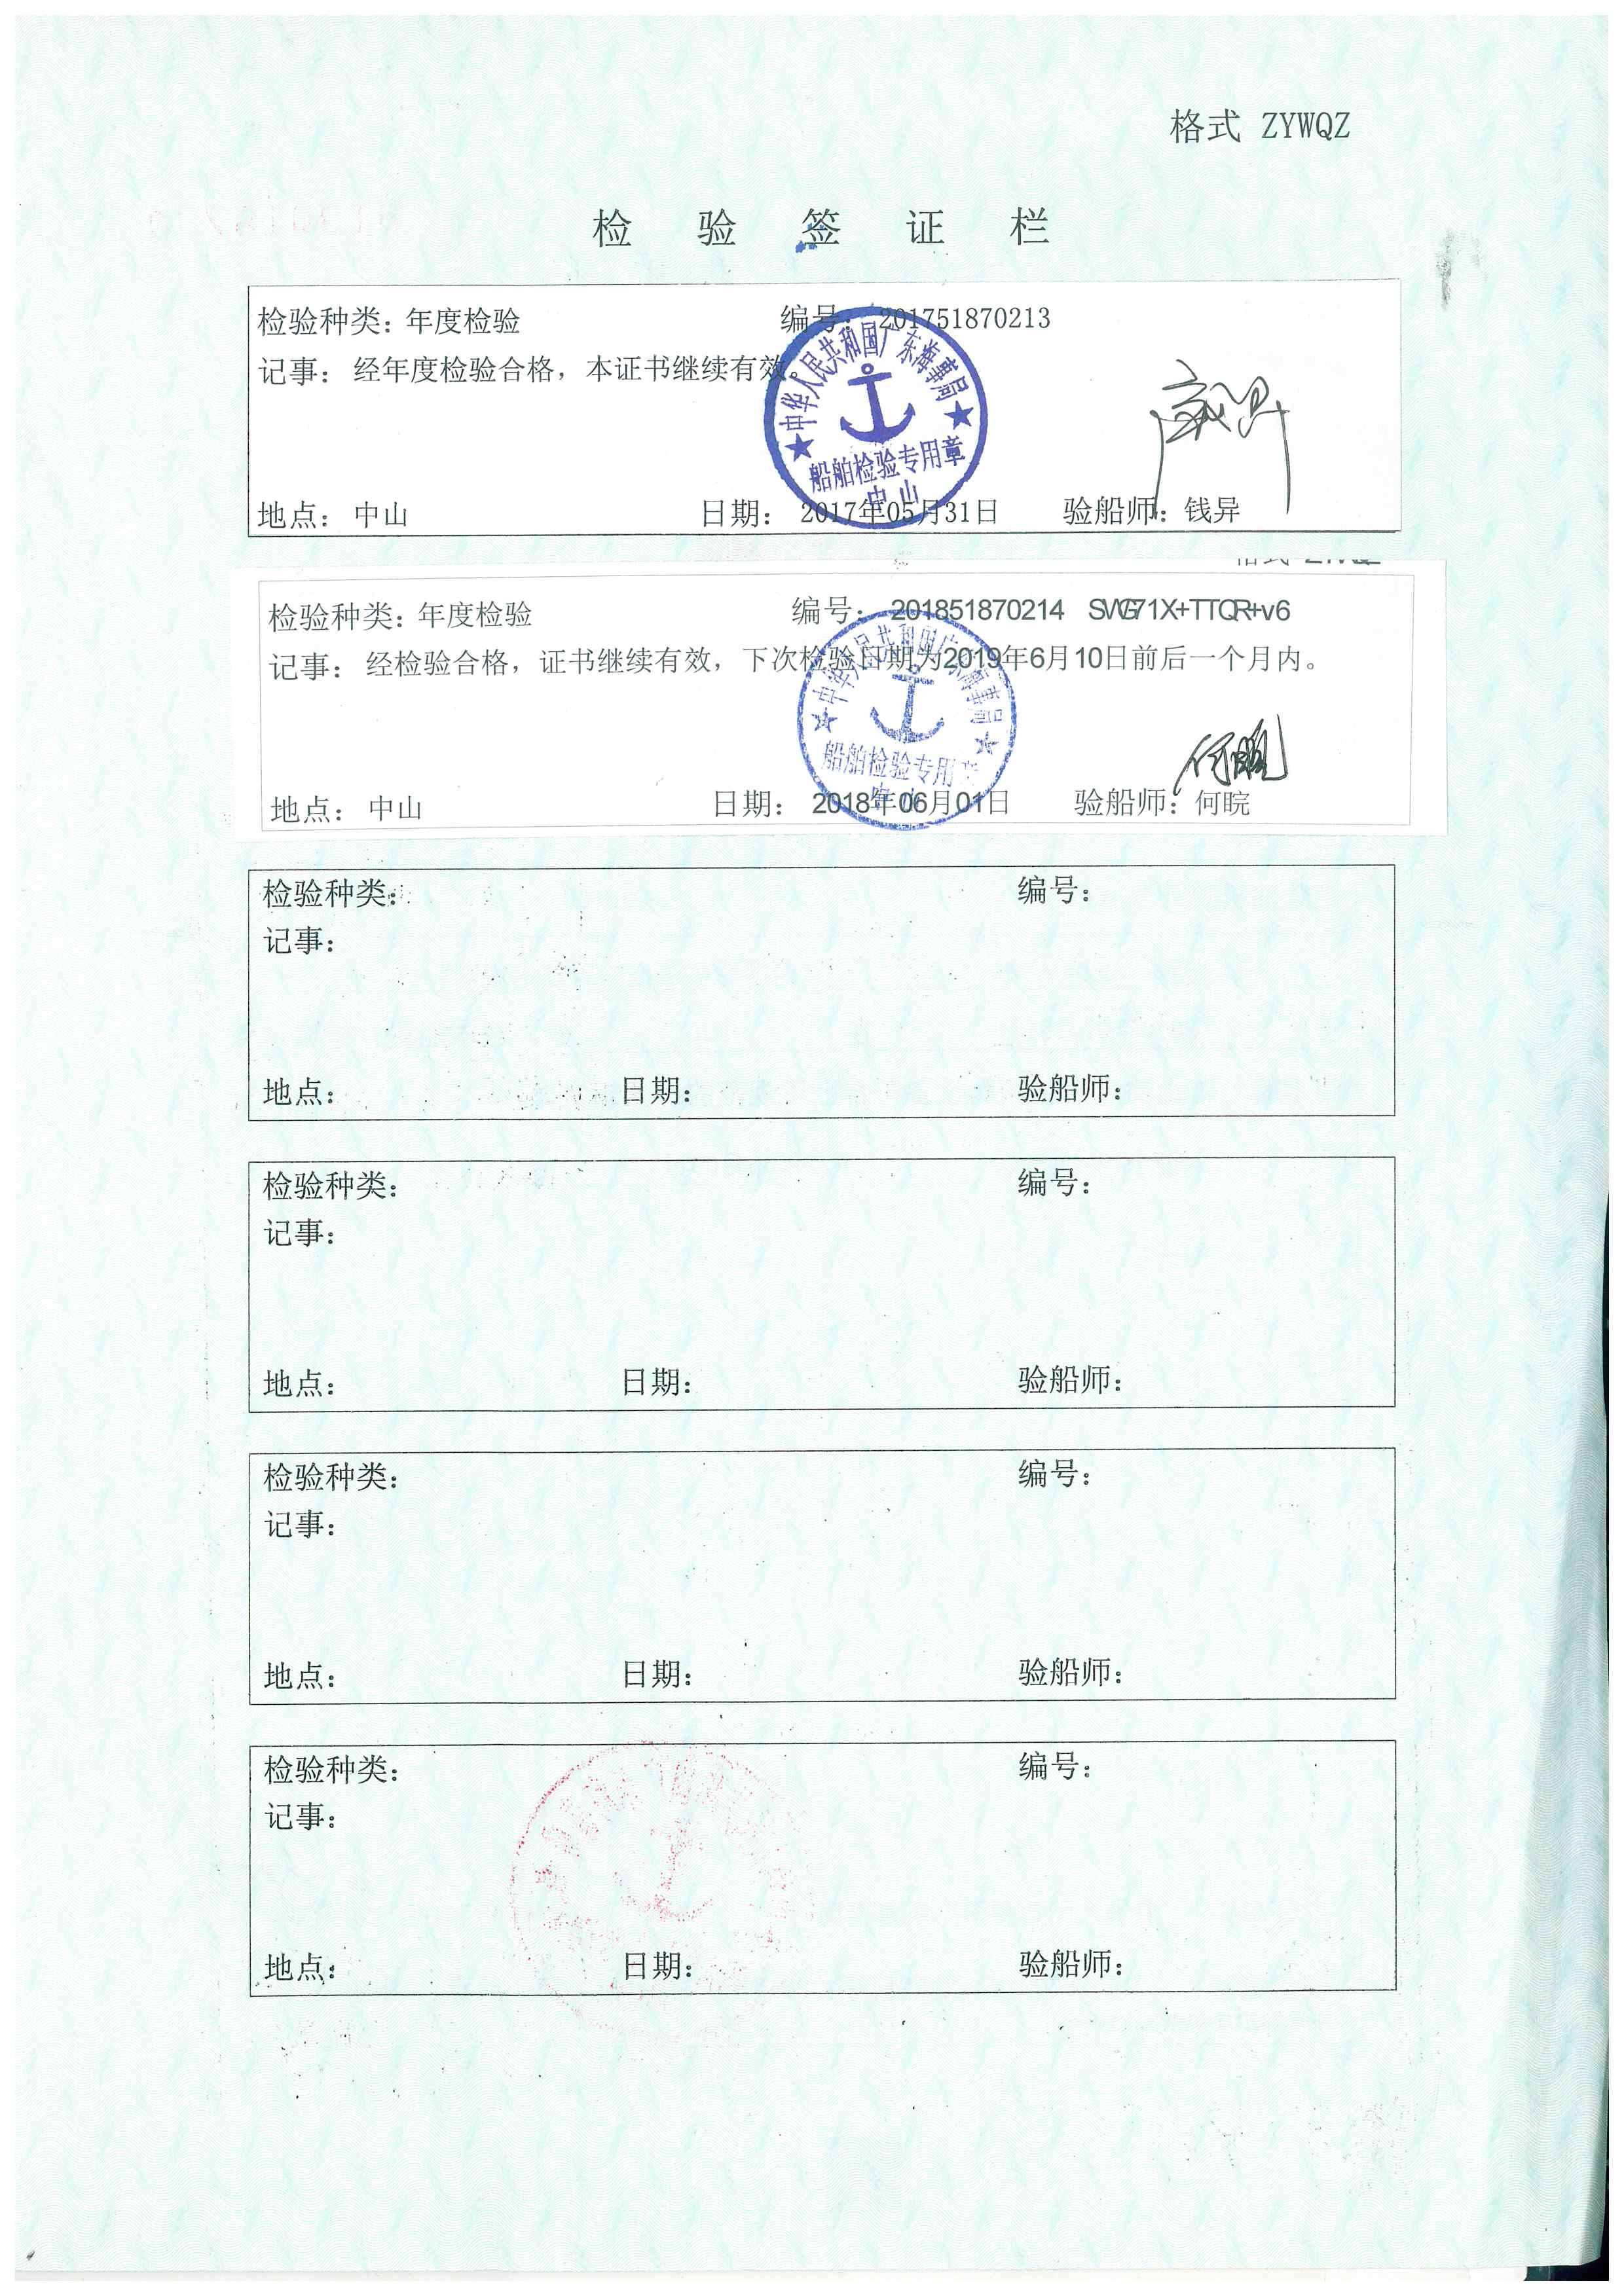 格式 ZYWQZ
检验签证栏
检验种类：年度检验 编号：201751870213
记事：经年度检验合格，本证书继续有效。
中华人民共和国广东海事局
船舶检验专用章
中山
地点：中山 日期：2017年05月31日 验船师：钱异
检验种类：年度检验 编号：201851870214 SWG71X+TTQR+v6
记事：经检验合格，证书继续有效，下次检验日期为2019年6月10日前后一个月内。
中华人民共和国广东海事局
船舶检验专用章
中山
何睆
地点：中山 日期：2018年06月01日 验船师：何睆
检验种类： 编号：
记事：
地点： 日期： 验船师：
检验种类： 编号：
记事：
地点： 日期： 验船师：
检验种类： 编号：
记事：
地点： 日期： 验船师：
检验种类： 编号：
记事：
地点： 日期： 验船师：